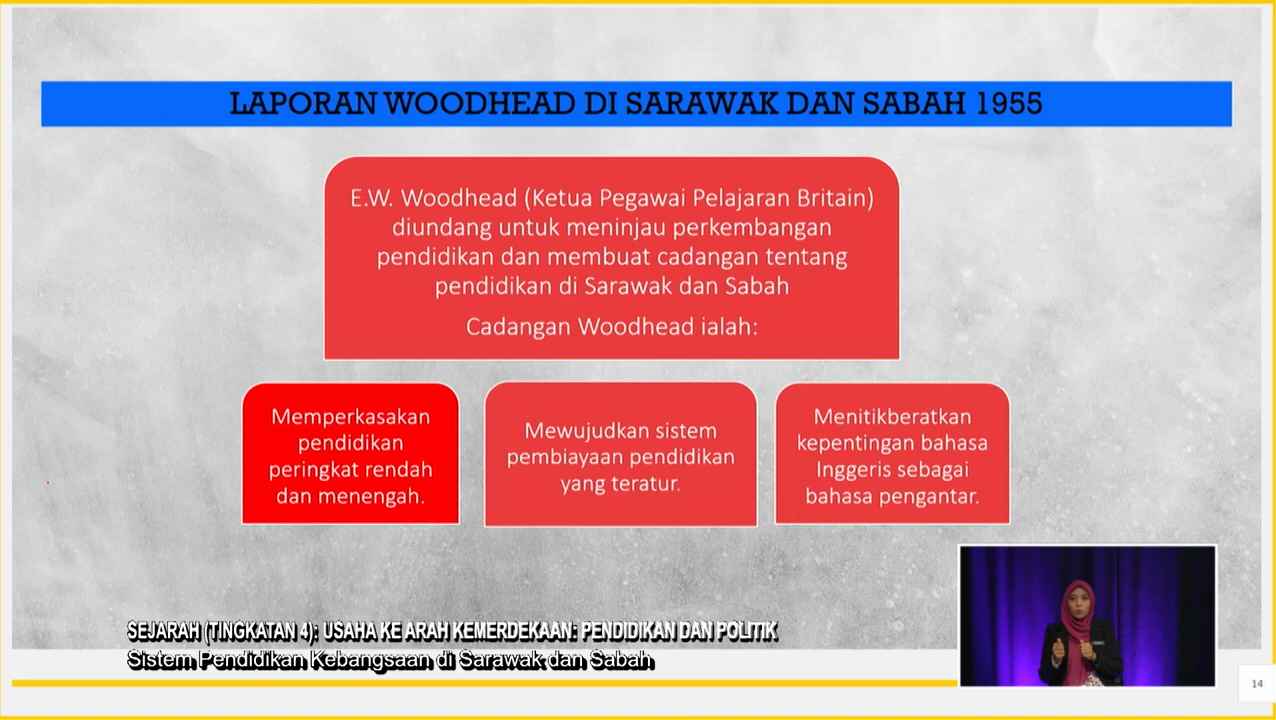 LAPORAN WOODHEAD DI SARAWAK DAN SABAH 1955
E.W. Woodhead (Ketua Pegawai Pelajaran Britain)
diundang untuk meninjau perkembangan
pendidikan dan membuat cadangan tentang
pendidikan di Sarawak dan Sabah
Cadangan Woodhead ialah:
Memperkasakan
pendidikan
peringkat rendah
dan menengah.
Mewujudkan sistem
pembiayaan pendidikan
yang teratur.
Menitikberatkan
kepentingan bahasa
Inggeris sebagai
bahasa pengantar.
SEJARAH (TINGKATAN 4): USAHA KE ARAH KEMERDEKAAN: PENDIDIKAN DAN POLITIK
Sistem Pendidikan Kebangsaan di Sarawak dan Sabah
14